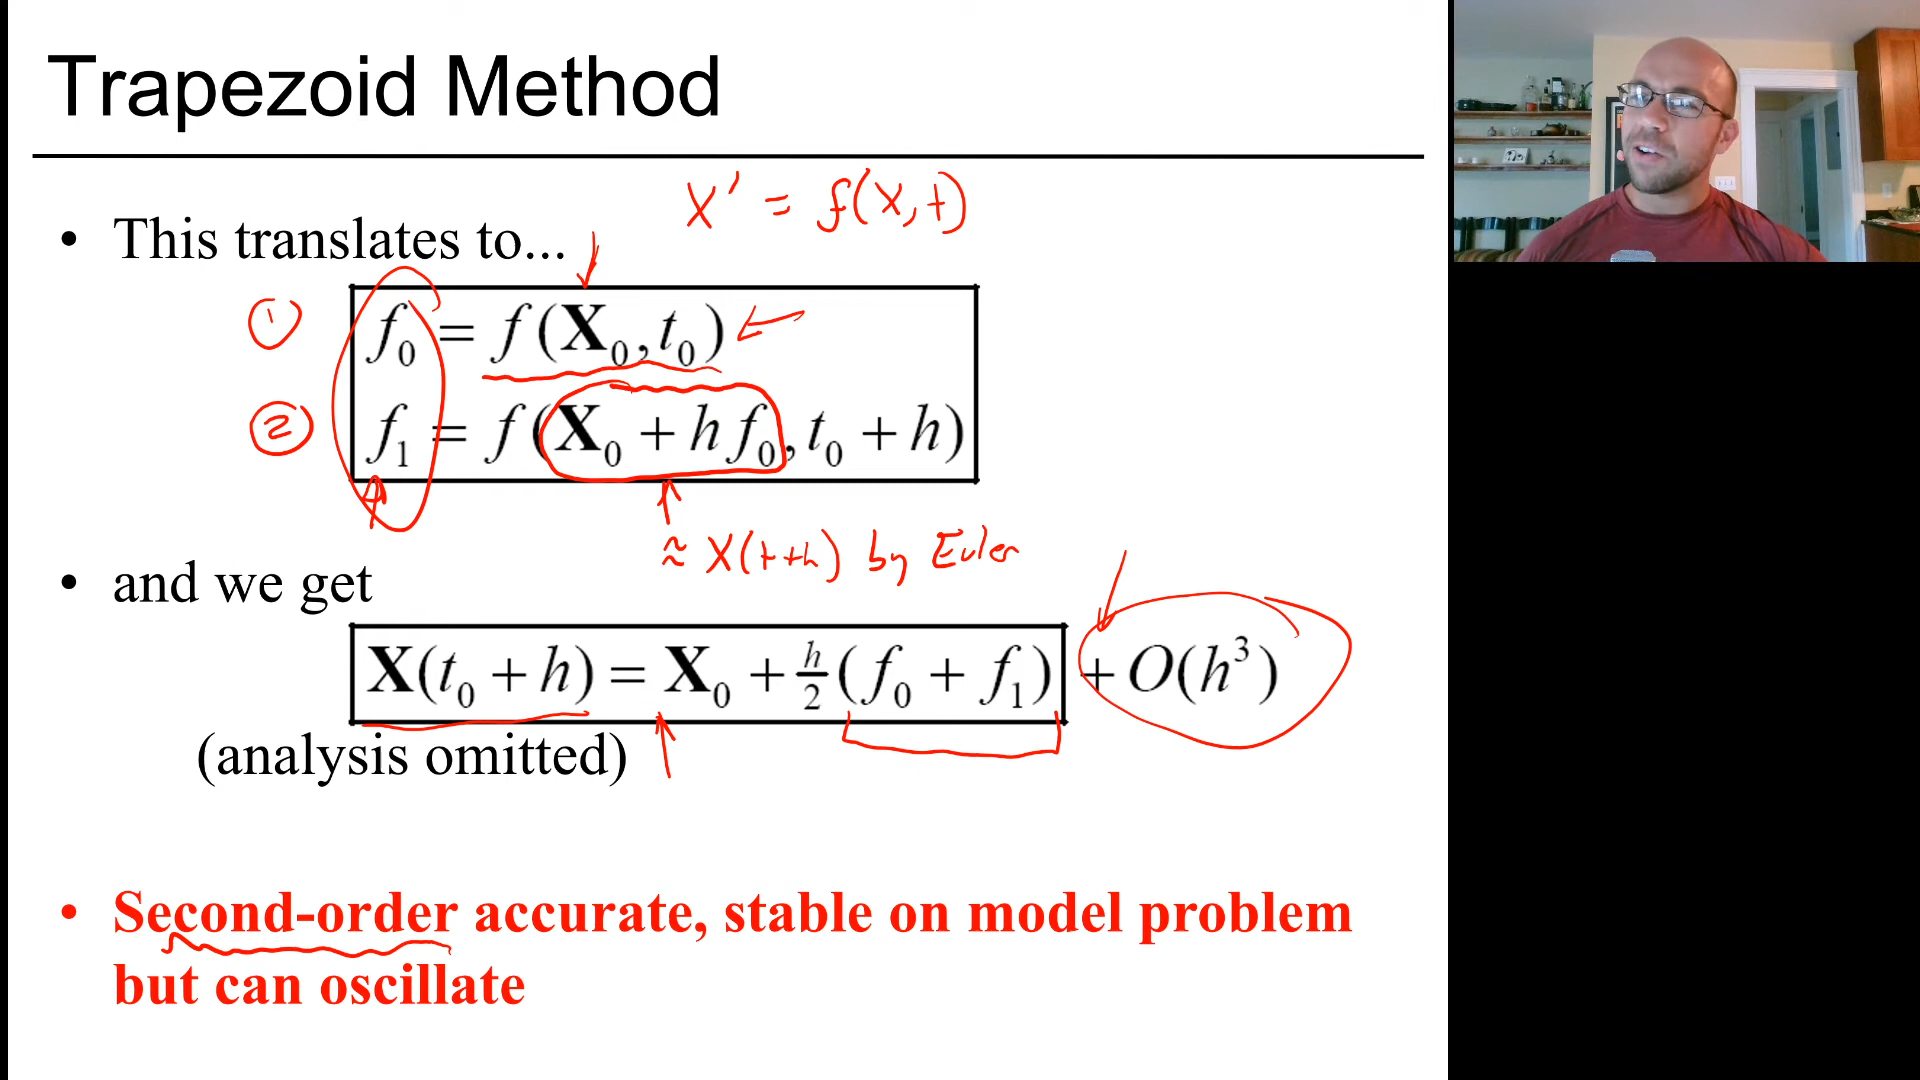 Trapezoid Method
X' = f(X,t)
• This translates to...
① f₀ = f(X₀,t₀)
② f₁ = f(X₀ + h f₀, t₀ + h)
≈ X(t+h) by Euler
• and we get
X(t₀ + h) = X₀ + h/2 (f₀ + f₁) + O(h³)
(analysis omitted)
• Second-order accurate, stable on model problem
but can oscillate